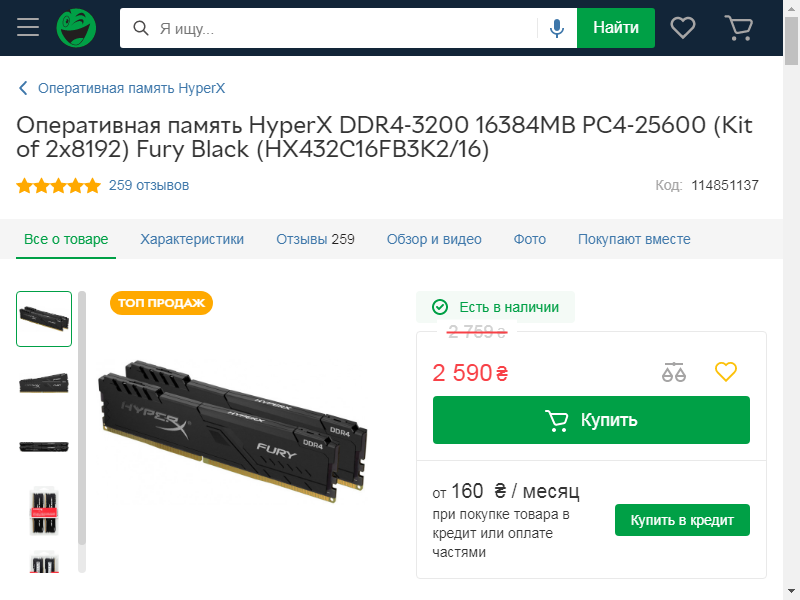 Я ищу...
Найти
Оперативная память HyperX
Оперативная память HyperX DDR4-3200 16384MB PC4-25600 (Kit
of 2x8192) Fury Black (HX432C16FB3K2/16)
259 отзывов
Код: 114851137
Все о товаре
Характеристики
Отзывы 259
Обзор и видео
Фото
Покупают вместе
ТОП ПРОДАЖ
HYPERX
HYPERX
HYPERX
FURY
DDR4
DDR4
Есть в наличии
2 759 ₴
2 590 ₴
Купить
от 160 ₴ / месяц
при покупке товара в
кредит или оплате
частями
Купить в кредит